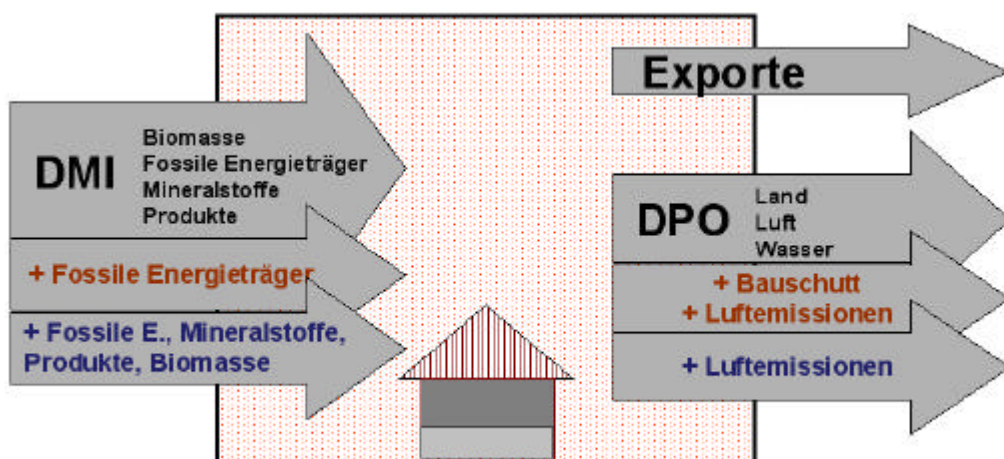 DMI
Biomasse
Fossile Energieträger
Mineralstoffe
Produkte
+ Fossile Energieträger
+ Fossile E., Mineralstoffe,
Produkte, Biomasse
Exporte
DPO
Land
Luft
Wasser
+ Bauschutt
+ Luftemissionen
+ Luftemissionen